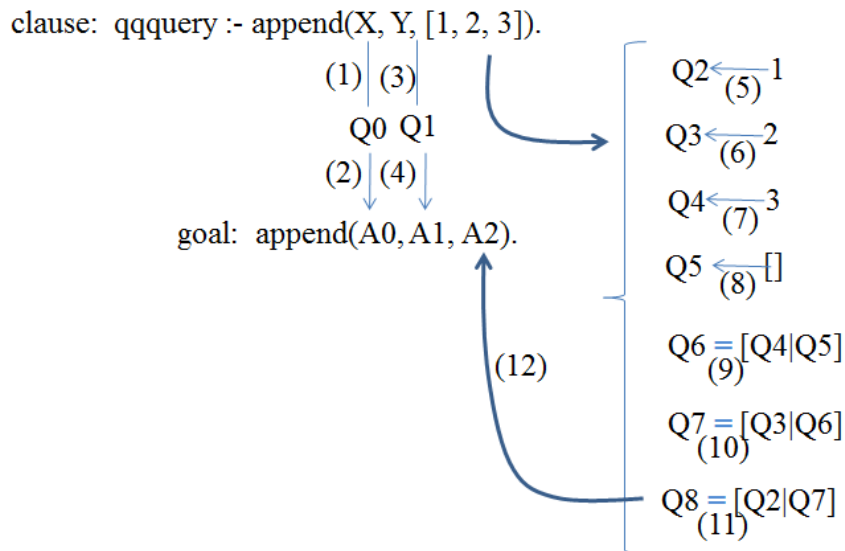 clause: qqquery :- append(X, Y, [1, 2, 3]).
(1) (3)
Q0 Q1
(2) (4)
goal: append(A0, A1, A2).
(12)
Q2 1
(5)
Q3 2
(6)
Q4 3
(7)
Q5 []
(8)
Q6 = [Q4|Q5]
(9)
Q7 = [Q3|Q6]
(10)
Q8 = [Q2|Q7]
(11)